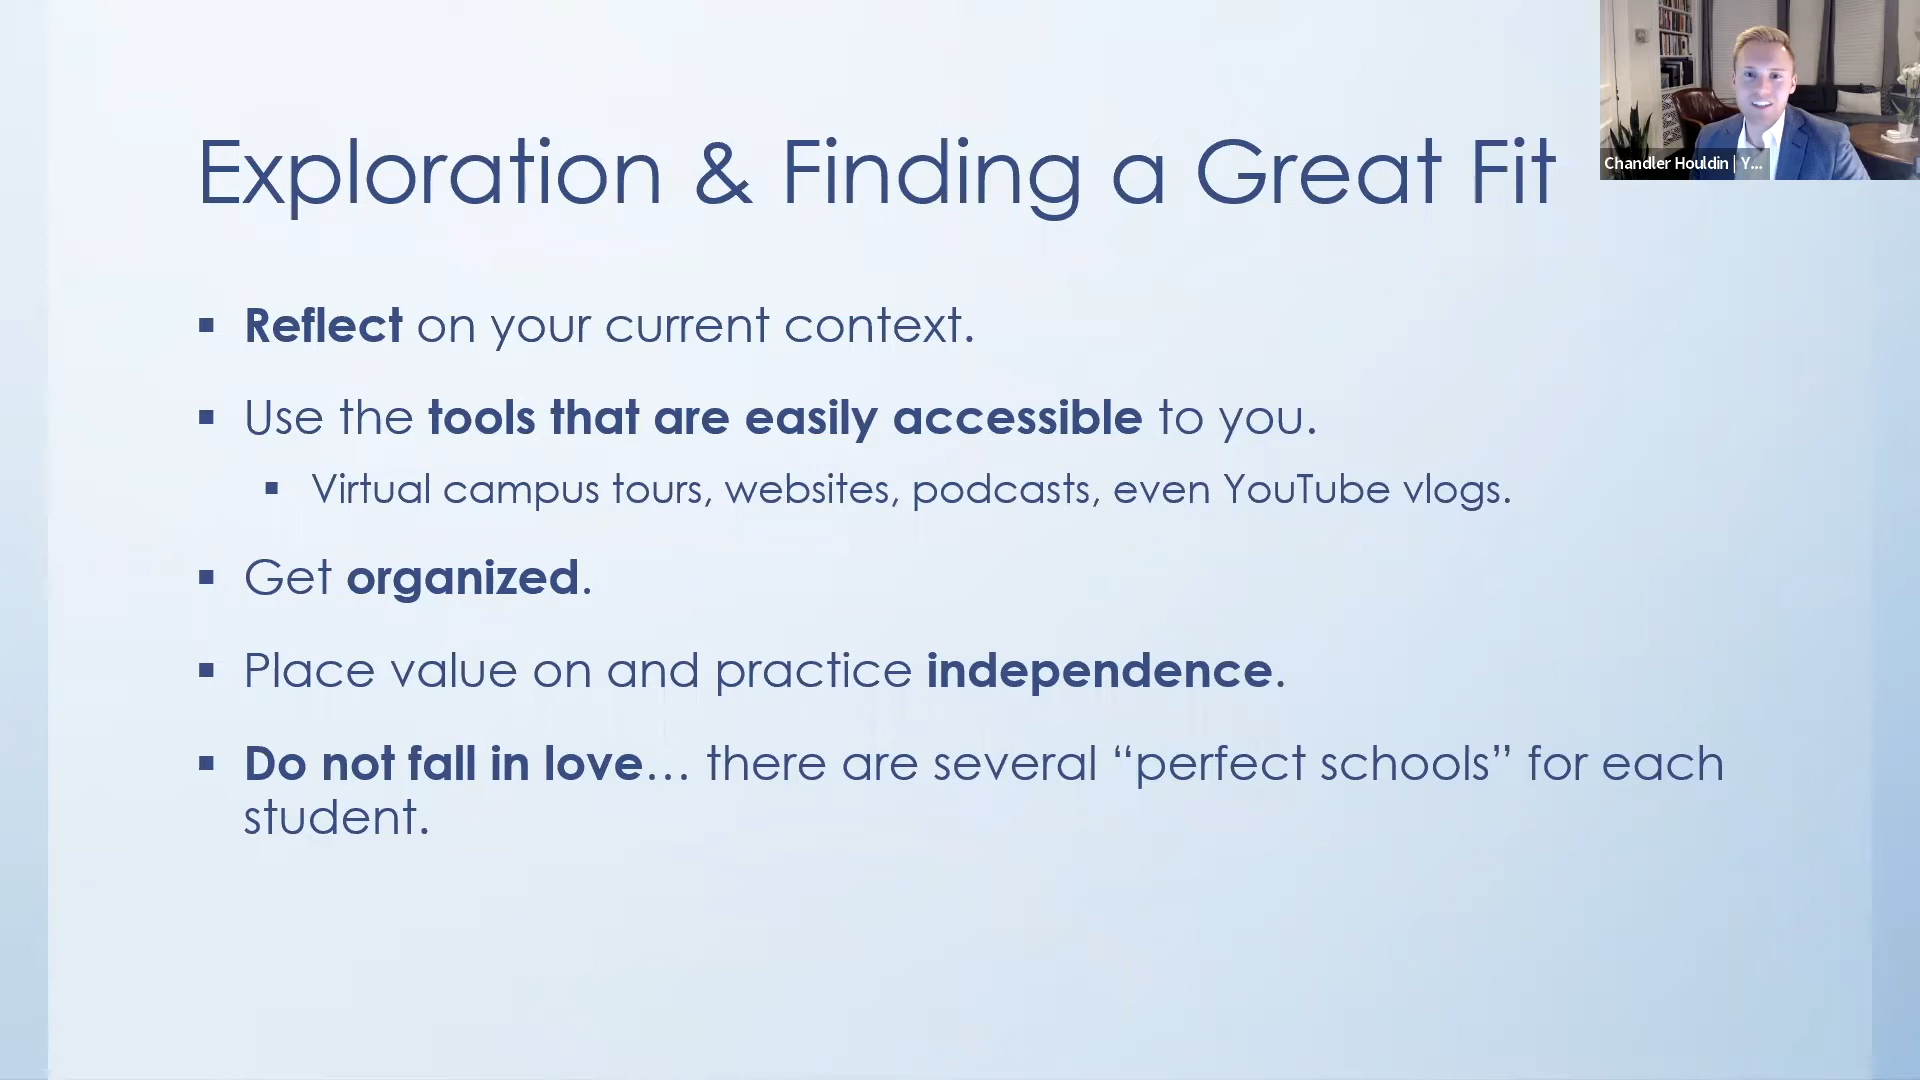 Exploration & Finding a Great Fit
Chandler Houldin | Y...
▪ Reflect on your current context.
▪ Use the tools that are easily accessible to you.
▪ Virtual campus tours, websites, podcasts, even YouTube vlogs.
▪ Get organized.
▪ Place value on and practice independence.
▪ Do not fall in love… there are several “perfect schools” for each
student.